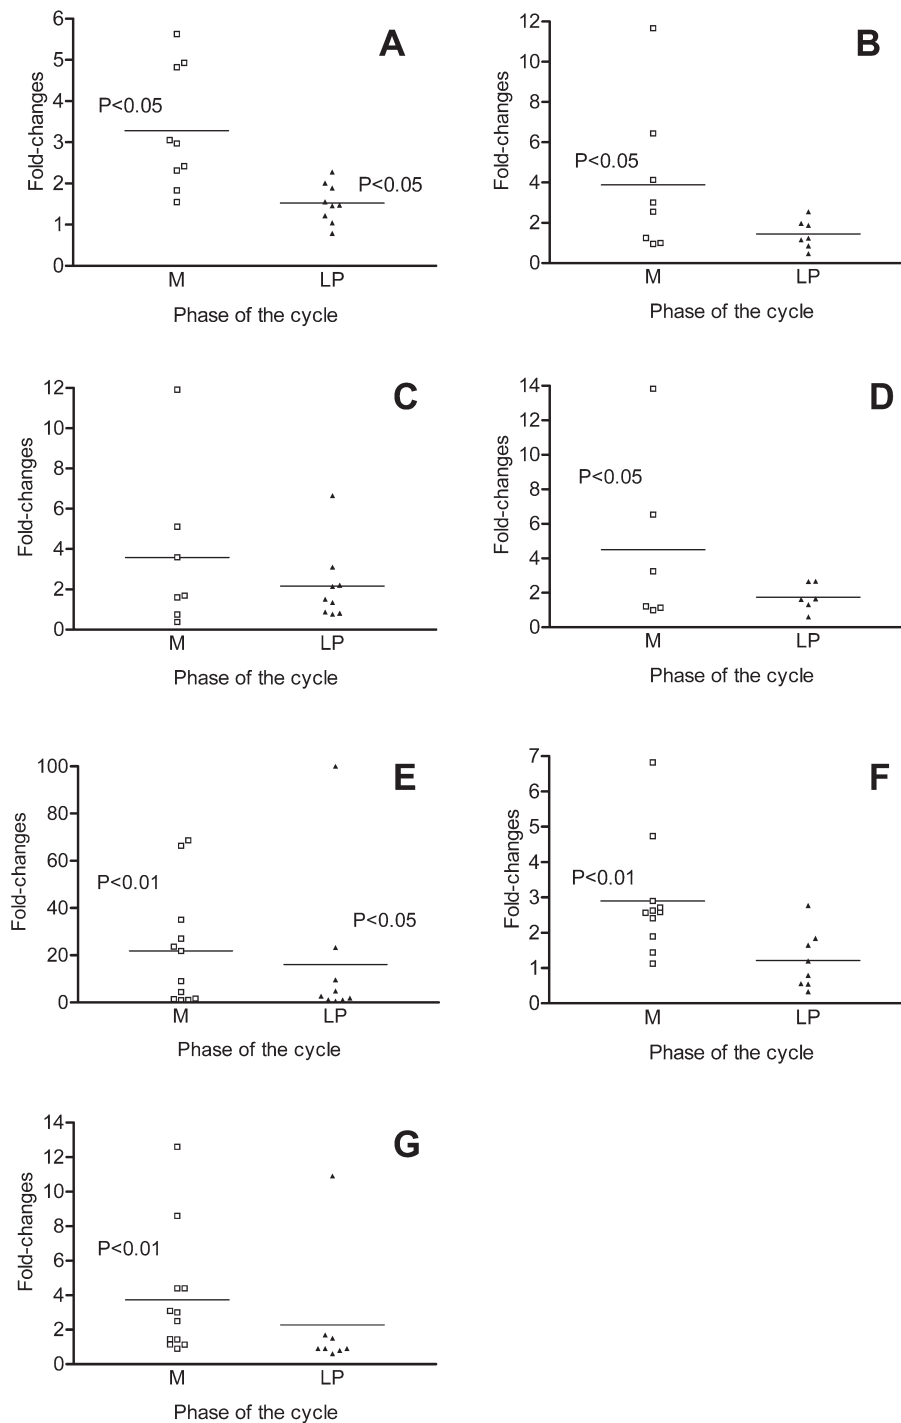 A
Fold-changes
6
5
4
3
2
1
0
P<0.05
P<0.05
M
LP
Phase of the cycle
B
Fold-changes
12
10
8
6
4
2
0
P<0.05
M
LP
Phase of the cycle
C
Fold-changes
12
10
8
6
4
2
0
M
LP
Phase of the cycle
D
Fold-changes
14
12
10
8
6
4
2
0
P<0.05
M
LP
Phase of the cycle
E
Fold-changes
100
80
60
40
20
0
P<0.01
P<0.05
M
LP
Phase of the cycle
F
Fold-changes
7
6
5
4
3
2
1
0
P<0.01
M
LP
Phase of the cycle
G
Fold-changes
14
12
10
8
6
4
2
0
P<0.01
M
LP
Phase of the cycle